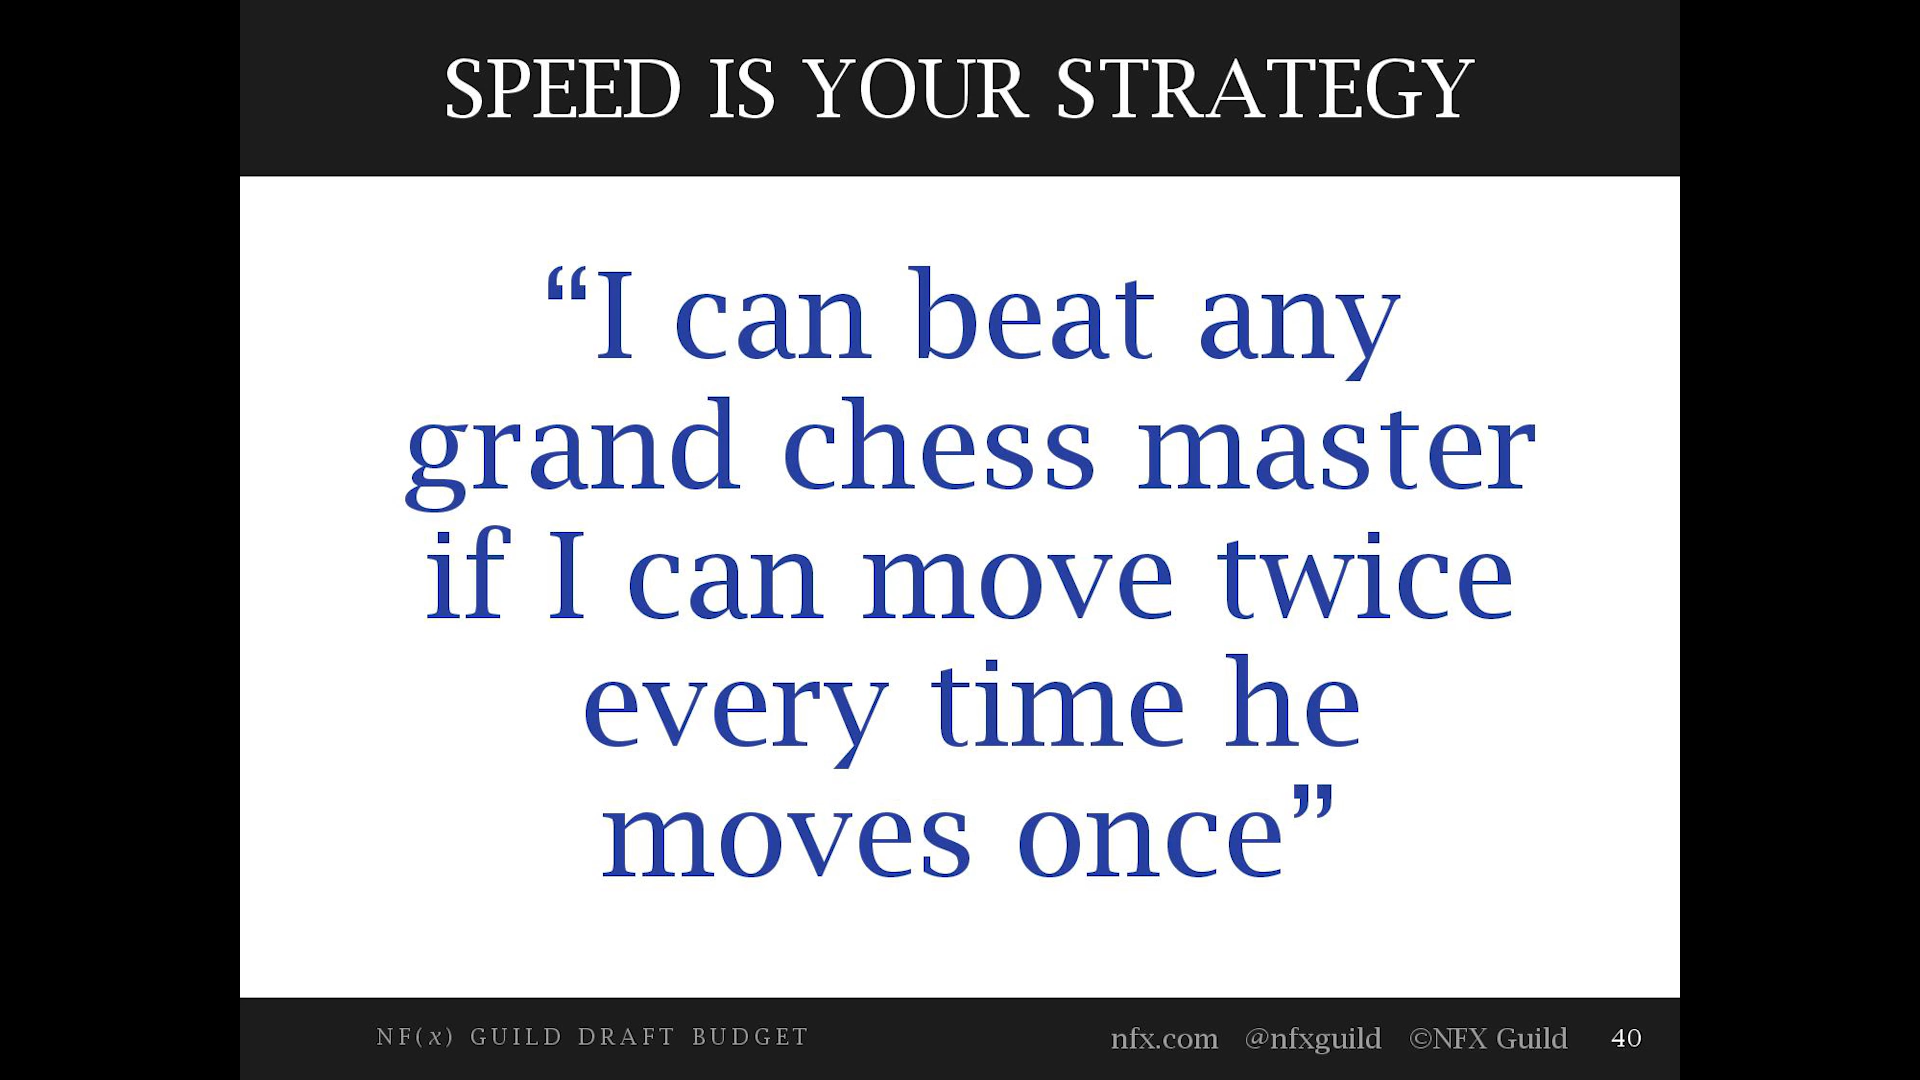 SPEED IS YOUR STRATEGY
“I can beat any
grand chess master
if I can move twice
every time he
moves once”
NF(x) GUILD DRAFT BUDGET
nfx.com @nfxguild ©NFX Guild 40